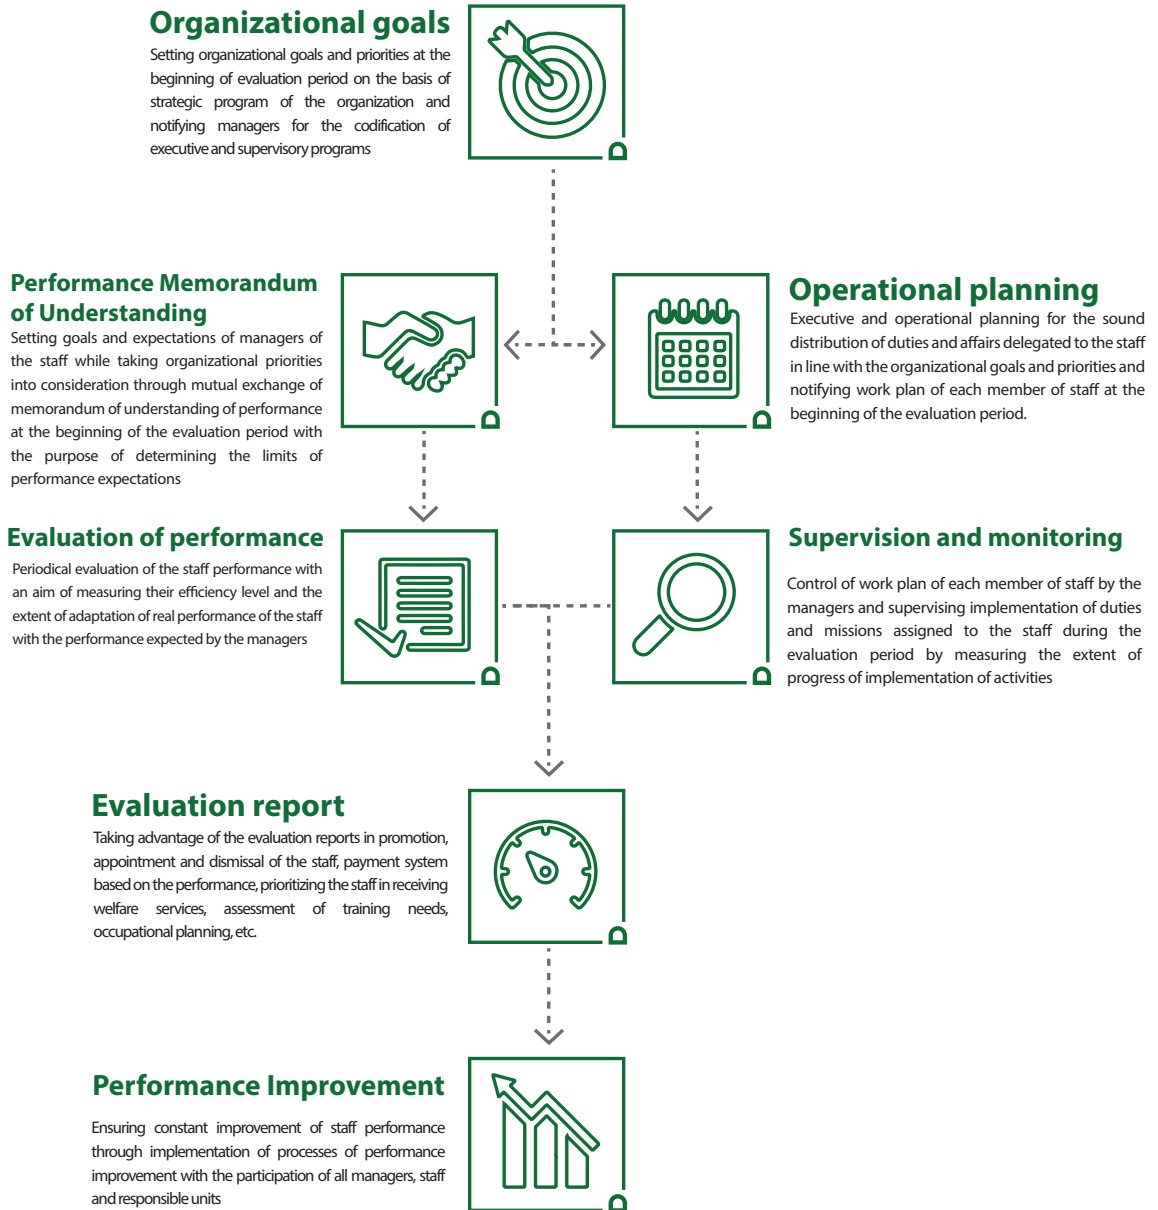 Organizational goals
Setting organizational goals and priorities at the
beginning of evaluation period on the basis of
strategic program of the organization and
notifying managers for the codification of
executive and supervisory programs
D
Performance Memorandum
of Understanding
Setting goals and expectations of managers of
the staff while taking organizational priorities
into consideration through mutual exchange of
memorandum of understanding of performance
at the beginning of the evaluation period with
the purpose of determining the limits of
performance expectations
D
Operational planning
Executive and operational planning for the sound
distribution of duties and affairs delegated to the staff
in line with the organizational goals and priorities and
notifying work plan of each member of staff at the
beginning of the evaluation period.
D
Evaluation of performance
Periodical evaluation of the staff performance with
an aim of measuring their efficiency level and the
extent of adaptation of real performance of the staff
with the performance expected by the managers
D
Supervision and monitoring
Control of work plan of each member of staff by the
managers and supervising implementation of duties
and missions assigned to the staff during the
evaluation period by measuring the extent of
progress of implementation of activities
D
Evaluation report
Taking advantage of the evaluation reports in promotion,
appointment and dismissal of the staff, payment system
based on the performance, prioritizing the staff in receiving
welfare services, assessment of training needs,
occupational planning, etc.
D
Performance Improvement
Ensuring constant improvement of staff performance
through implementation of processes of performance
improvement with the participation of all managers, staff
and responsible units
D